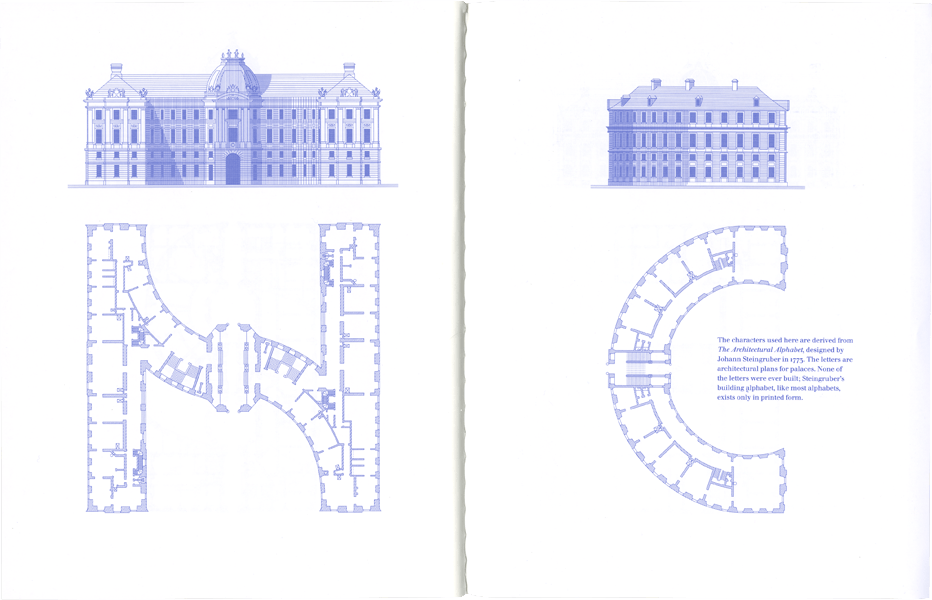 The characters used here are derived from
The Architectural Alphabet, designed by
Johann Steingruber in 1773. The letters are
architectural plans for palaces. None of
the letters were ever built; Steingruber's
building alphabet, like most alphabets,
exists only in printed form.